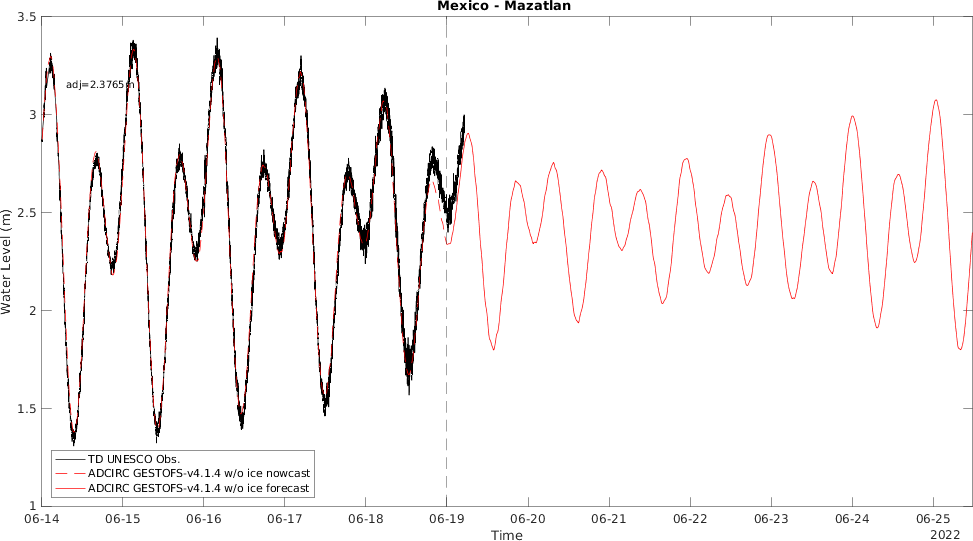 Mexico - Mazatlan
3.5
adj=2.3765m
3
2.5
Water Level (m)
2
1.5
TD UNESCO Obs.
ADCIRC GESTOFS-v4.1.4 w/o ice nowcast
ADCIRC GESTOFS-v4.1.4 w/o ice forecast
1
06-14 06-15 06-16 06-17 06-18 06-19 06-20 06-21 06-22 06-23 06-24 06-25
Time
2022